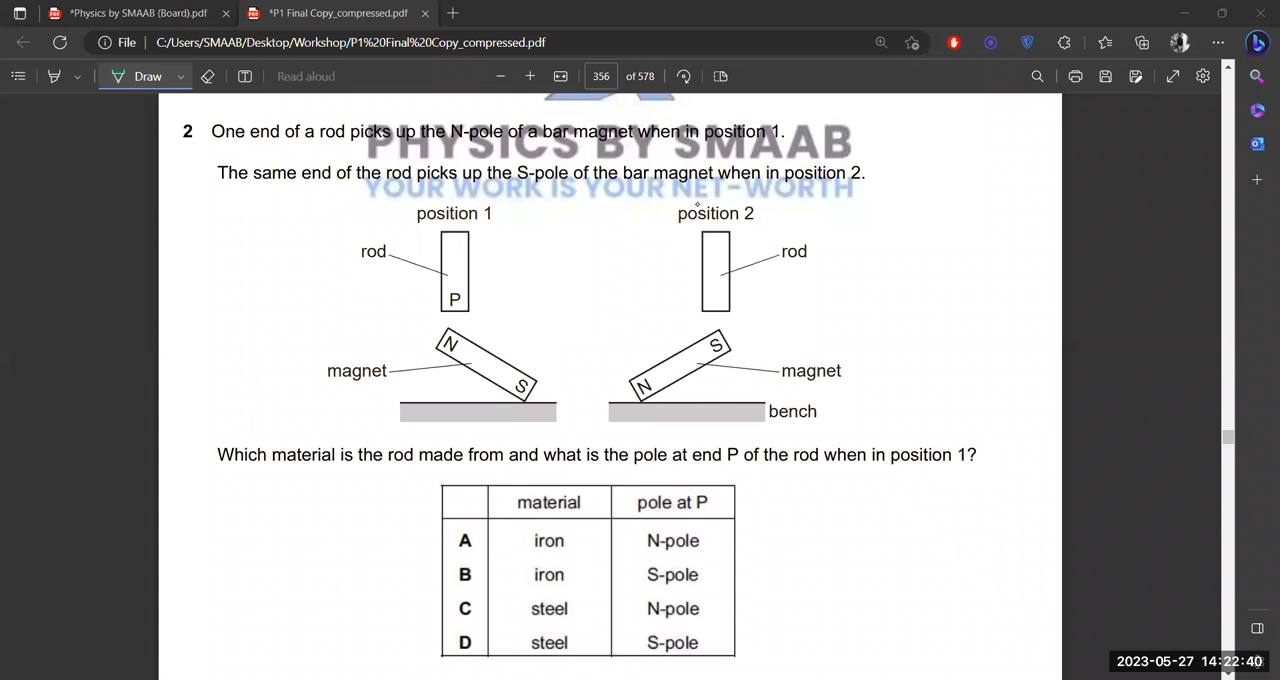 *Physics by SMAAB (Board).pdf
*P1 Final Copy_compressed.pdf
File
C:/Users/SMAAB/Desktop/Workshop/P1%20Final%20Copy_compressed.pdf
Draw
Read aloud
356 of 578
PHYSICS BY SMAAB
YOUR WORK IS YOUR NET-WORTH
2 One end of a rod picks up the N-pole of a bar magnet when in position 1.
The same end of the rod picks up the S-pole of the bar magnet when in position 2.
position 1 position 2
rod rod
P
N S
magnet magnet
S N
bench
Which material is the rod made from and what is the pole at end P of the rod when in position 1?
material pole at P
A iron N-pole
B iron S-pole
C steel N-pole
D steel S-pole
2023-05-27 14:22:40